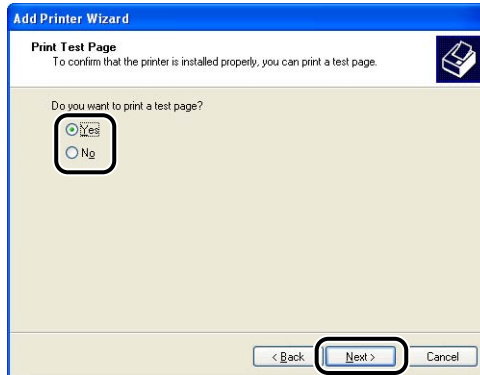 Add Printer Wizard
Print Test Page
To confirm that the printer is installed properly, you can print a test page.
Do you want to print a test page?
Yes
No
< Back Next > Cancel